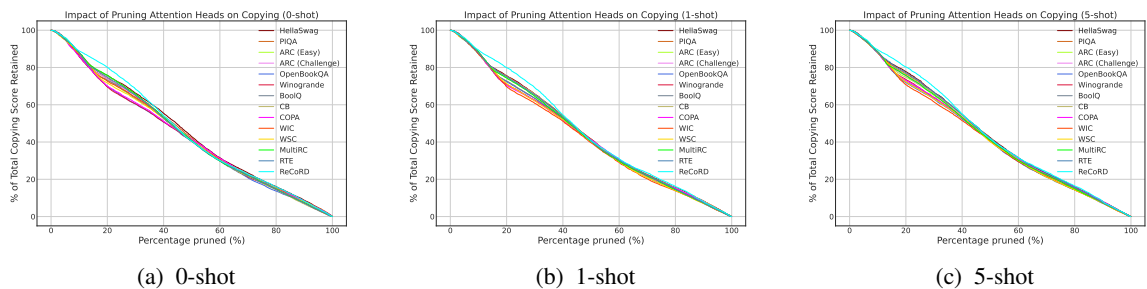 Impact of Pruning Attention Heads on Copying (0-shot)
% of Total Copying Score Retained
100
80
60
40
20
0
HellaSwag
PIQA
ARC (Easy)
ARC (Challenge)
OpenBookQA
Winogrande
BoolQ
CB
COPA
WIC
WSC
MultiRC
RTE
ReCoRD
0 20 40 60 80 100
Percentage pruned (%)
(a) 0-shot
Impact of Pruning Attention Heads on Copying (1-shot)
% of Total Copying Score Retained
100
80
60
40
20
0
HellaSwag
PIQA
ARC (Easy)
ARC (Challenge)
OpenBookQA
Winogrande
BoolQ
CB
COPA
WIC
WSC
MultiRC
RTE
ReCoRD
0 20 40 60 80 100
Percentage pruned (%)
(b) 1-shot
Impact of Pruning Attention Heads on Copying (5-shot)
% of Total Copying Score Retained
100
80
60
40
20
0
HellaSwag
PIQA
ARC (Easy)
ARC (Challenge)
OpenBookQA
Winogrande
BoolQ
CB
COPA
WIC
WSC
MultiRC
RTE
ReCoRD
0 20 40 60 80 100
Percentage pruned (%)
(c) 5-shot